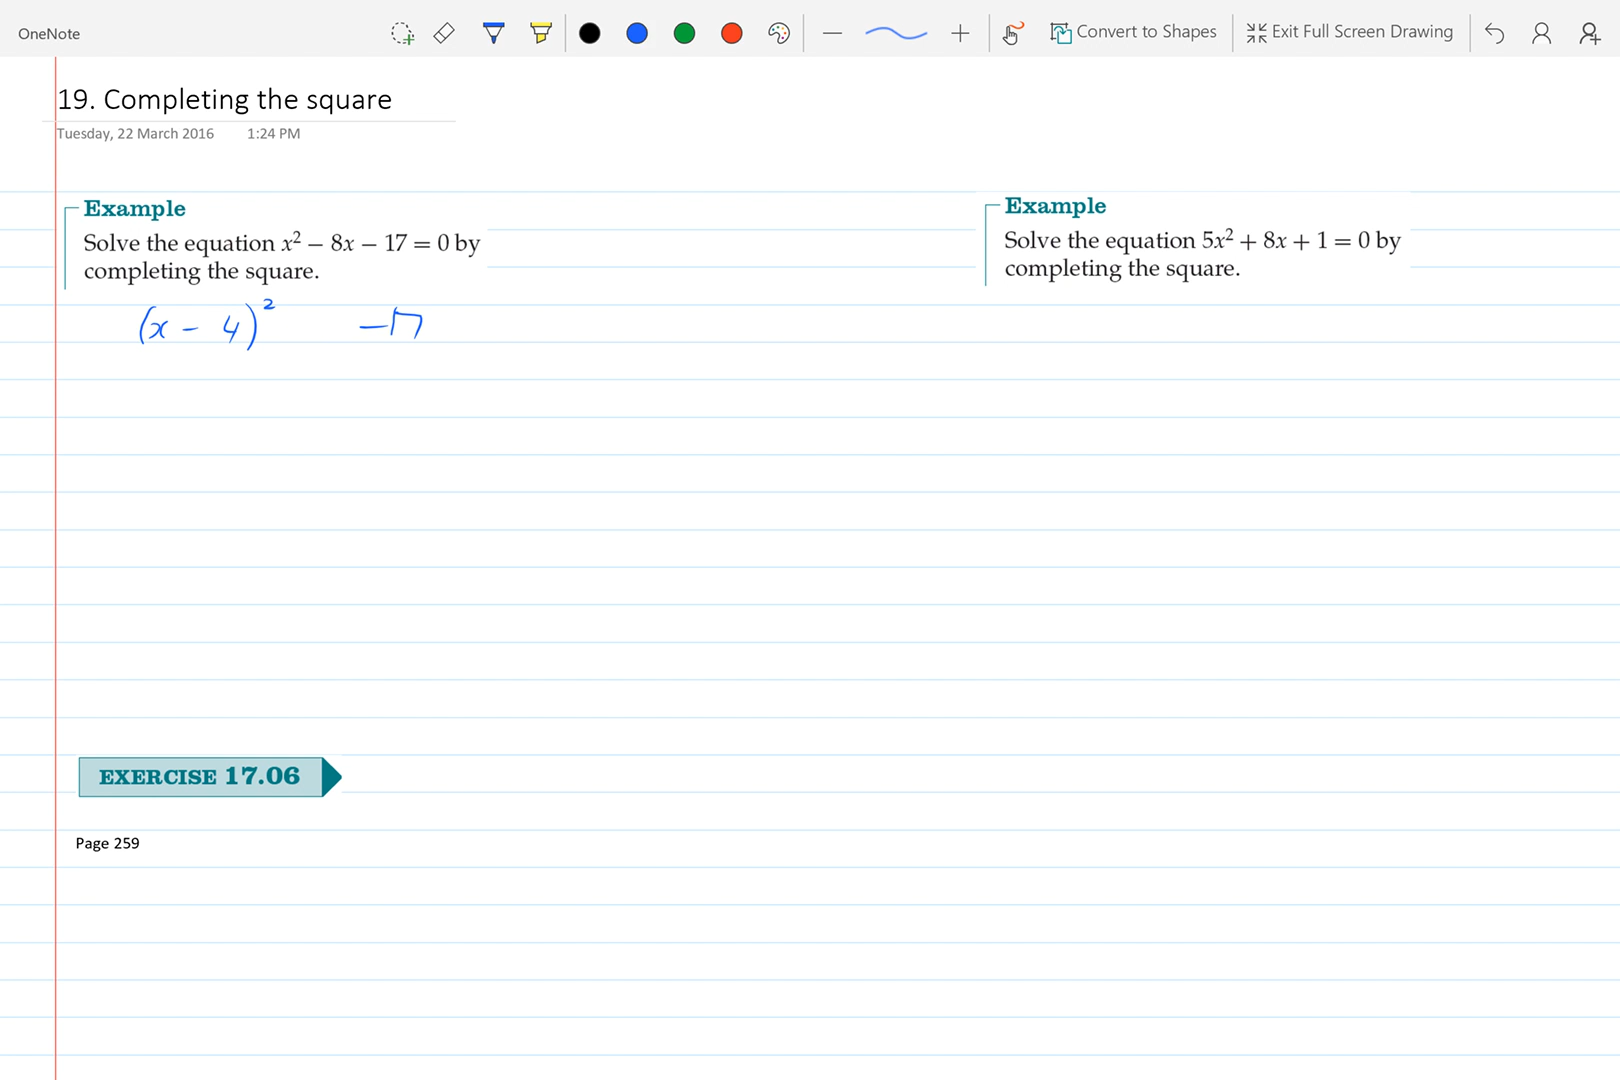 OneNote
Convert to Shapes
Exit Full Screen Drawing
19. Completing the square
Tuesday, 22 March 2016 1:24 PM
Example
Solve the equation x² – 8x – 17 = 0 by
completing the square.
(x – 4)² –17
Example
Solve the equation 5x² + 8x + 1 = 0 by
completing the square.
EXERCISE 17.06
Page 259